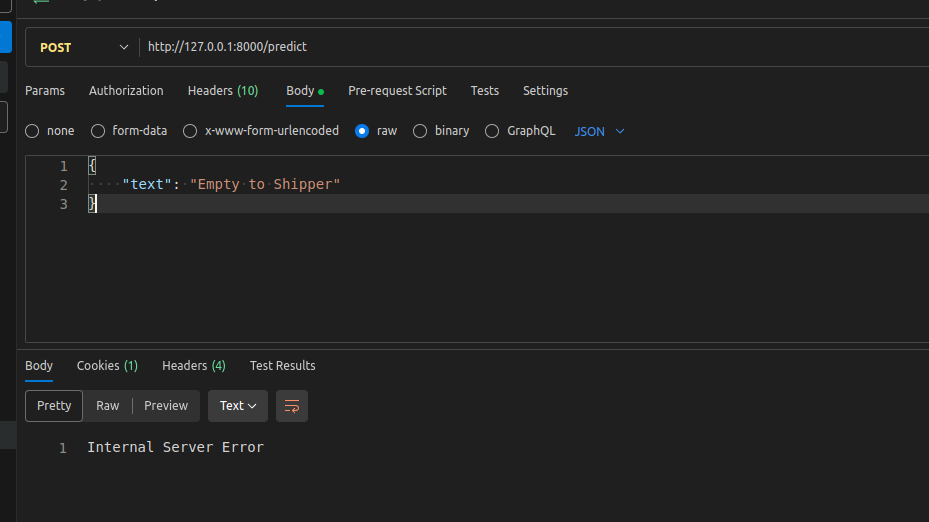 POST http://127.0.0.1:8000/predict
Params Authorization Headers (10) Body Pre-request Script Tests Settings
none form-data x-www-form-urlencoded raw binary GraphQL JSON
1 {
2 "text": "Empty to Shipper"
3 }
Body Cookies (1) Headers (4) Test Results
Pretty Raw Preview Text
1 Internal Server Error